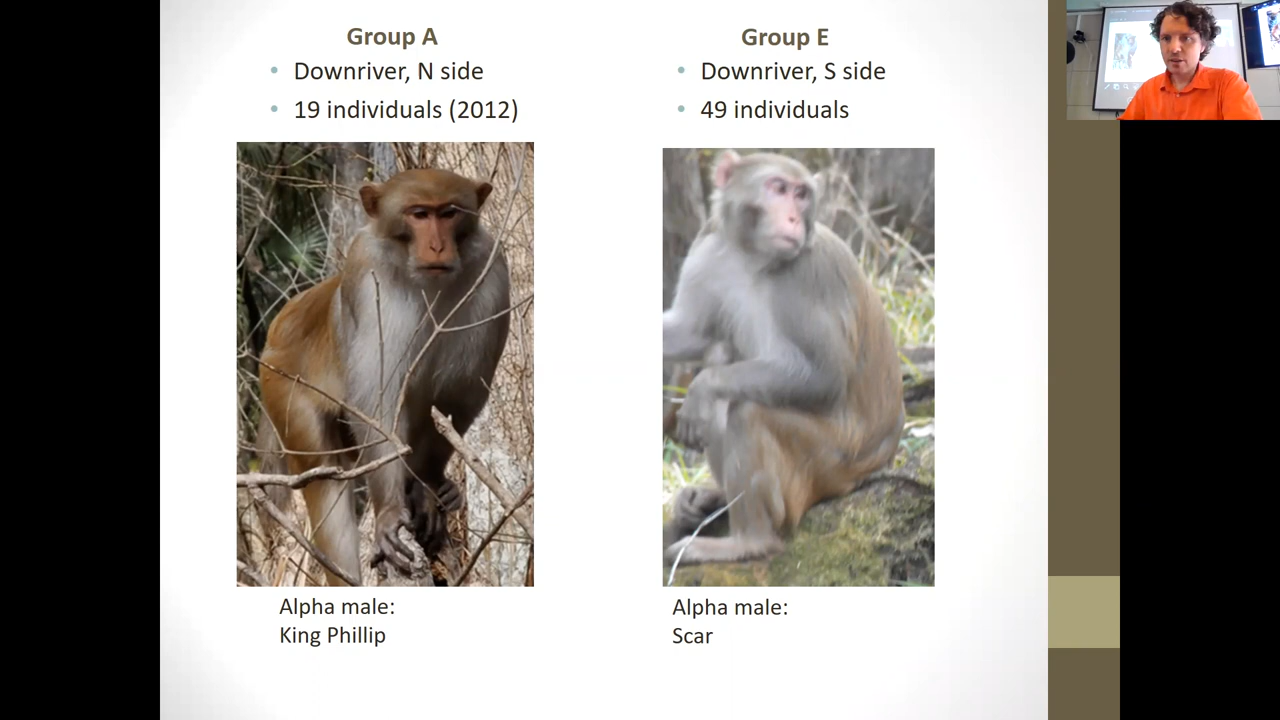 Group A
• Downriver, N side
• 19 individuals (2012)
Alpha male:
King Phillip
Group E
• Downriver, S side
• 49 individuals
Alpha male:
Scar